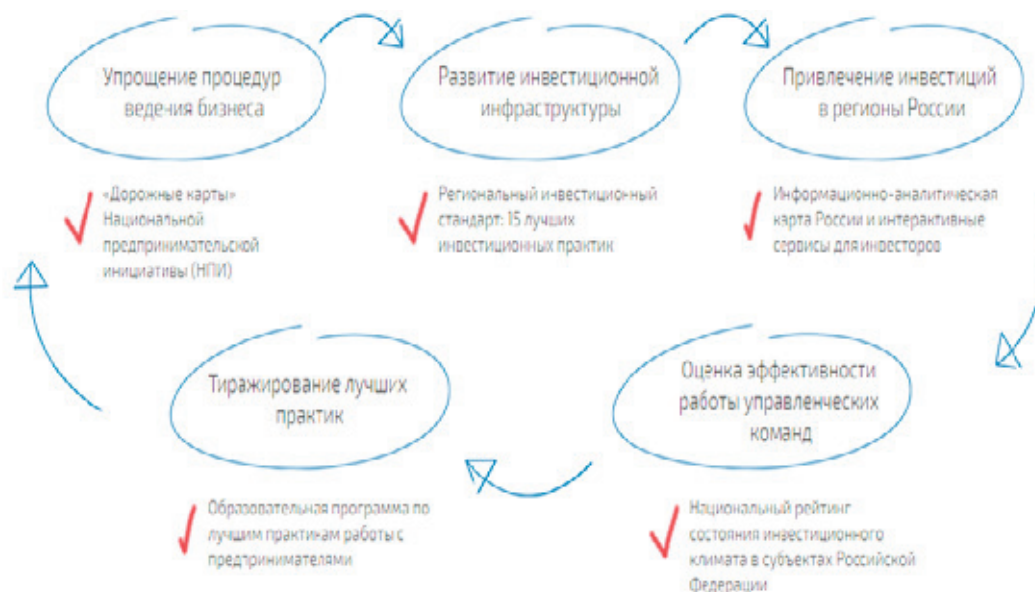 Упрощение процедур
ведения бизнеса
«Дорожные карты»
Национальной
предпринимательской
инициативы (НПИ)
Развитие инвестиционной
инфраструктуры
Региональный инвестиционный
стандарт: 15 лучших
инвестиционных практик
Привлечение инвестиций
в регионы России
Информационно-аналитическая
карта России и интерактивные
сервисы для инвесторов
Оценка эффективности
работы управленческих
команд
Национальный рейтинг
состояния инвестиционного
климата в субъектах Российской
Федерации
Тиражирование лучших
практик
Образовательная программа по
лучшим практикам работы с
предпринимателями